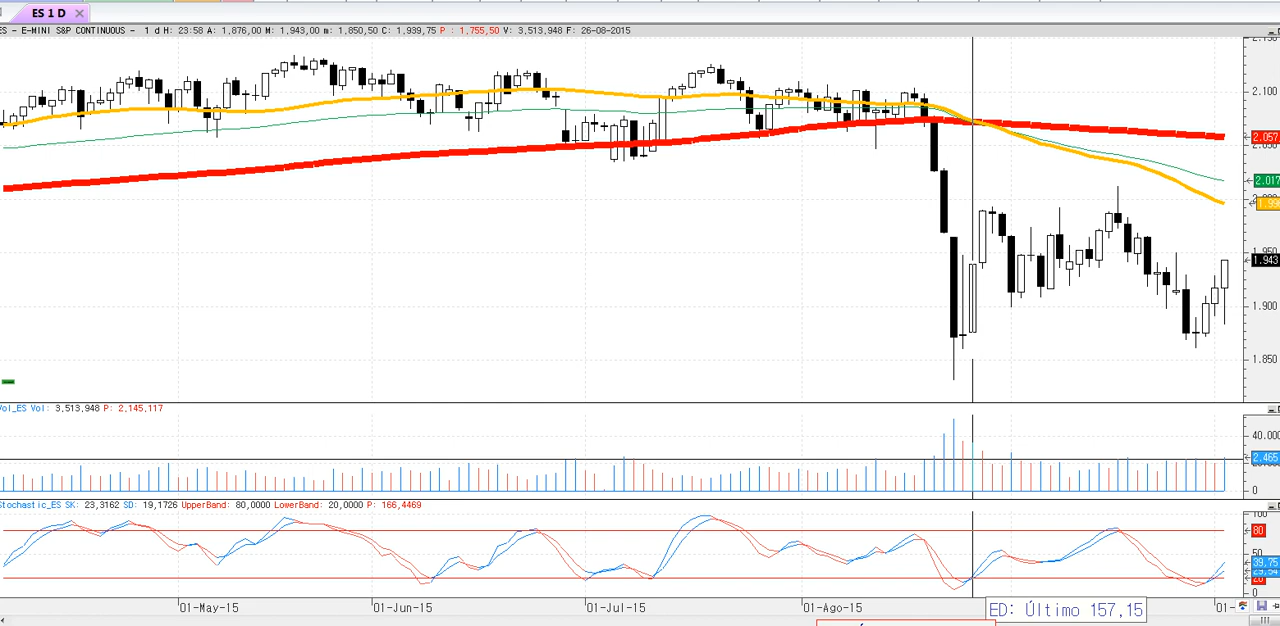 ES 1 D
ES - E-MINI S&P CONTINUOUS - 1 d H: 23:58 A: 1,876,00 M: 1,943,00 m: 1,850,50 C: 1,939,75 P : 1,755,50 V: 3,513,948 F: 26-08-2015
2.100
2.057
2.050
2.017
1.950
1.943
1.900
1.850
Vol_ES Vol: 3,513,948 P: 2,145,117
40.000
2.465
0
Stochastic_ES SK: 23,3162 SD: 19,1726 UpperBand: 80,0000 LowerBand: 20,0000 P: 166,4469
100
80
50
39,75
20
0
01-May-15
01-Jun-15
01-Jul-15
01-Ago-15
01-
ED: Último 157,15